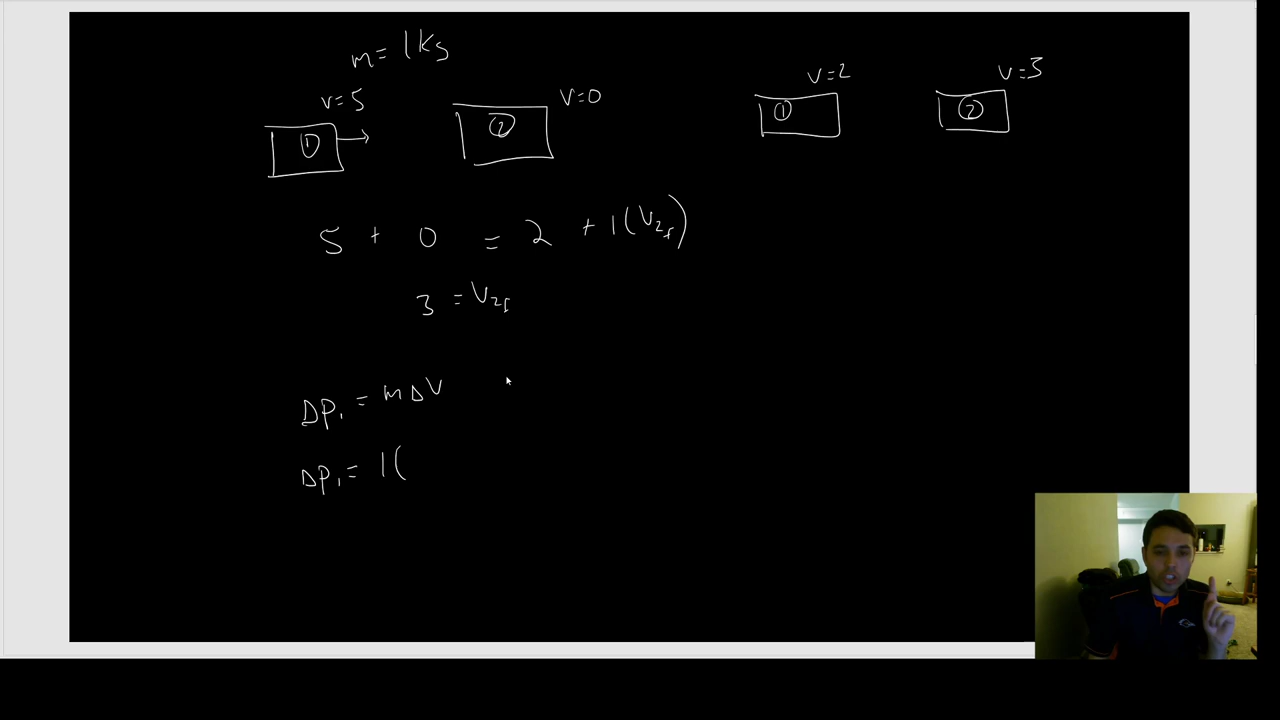 m = 1kg
v=5 v=0 v=2 v=3
① ② ① ②
5 + 0 = 2 + 1(V₂f)
3 = V₂f
Δp₁ = mΔV
Δp₁ = 1(